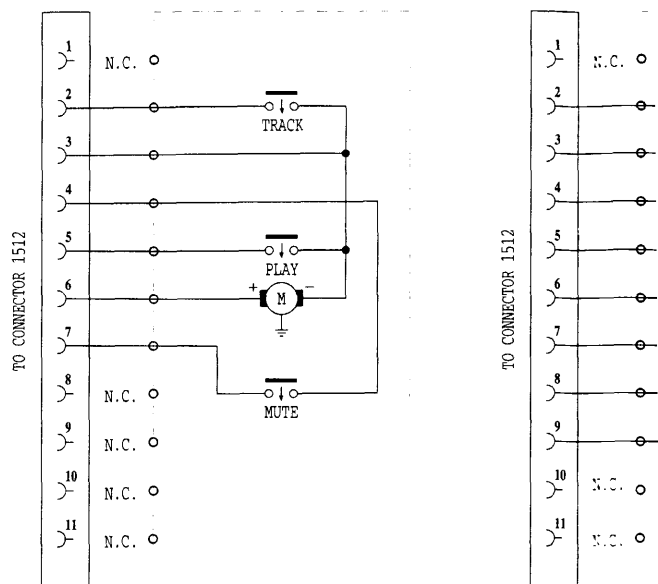 1
N.C.
2
TRACK
3
4
5
PLAY
6
+
M
−
7
MUTE
8
N.C.
9
N.C.
10
N.C.
11
N.C.
TO CONNECTOR 1512
1
N.C.
2
3
4
5
6
7
8
9
10
N.C.
11
N.C.
TO CONNECTOR 1512